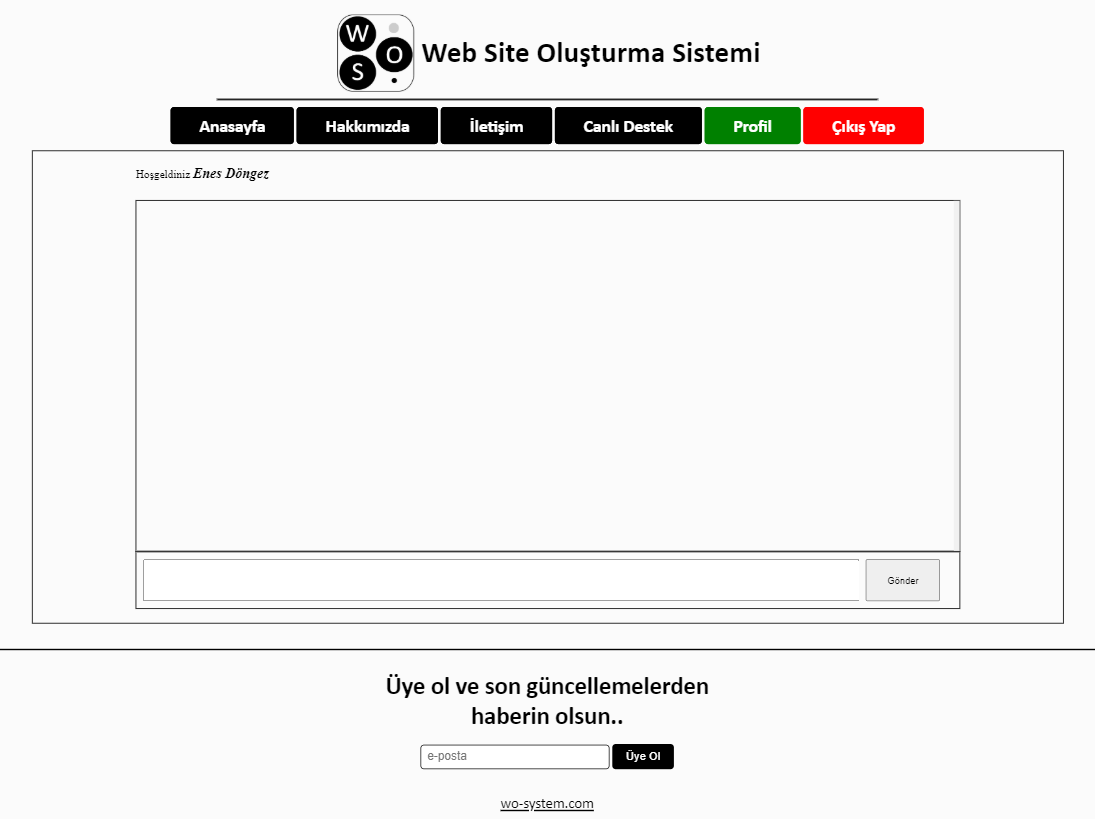 W
O
S
Web Site Oluşturma Sistemi
Anasayfa Hakkımızda İletişim Canlı Destek Profil Çıkış Yap
Hoşgeldiniz Enes Döngez
Gönder
Üye ol ve son güncellemelerden
haberin olsun..
e-posta Üye Ol
wo-system.com